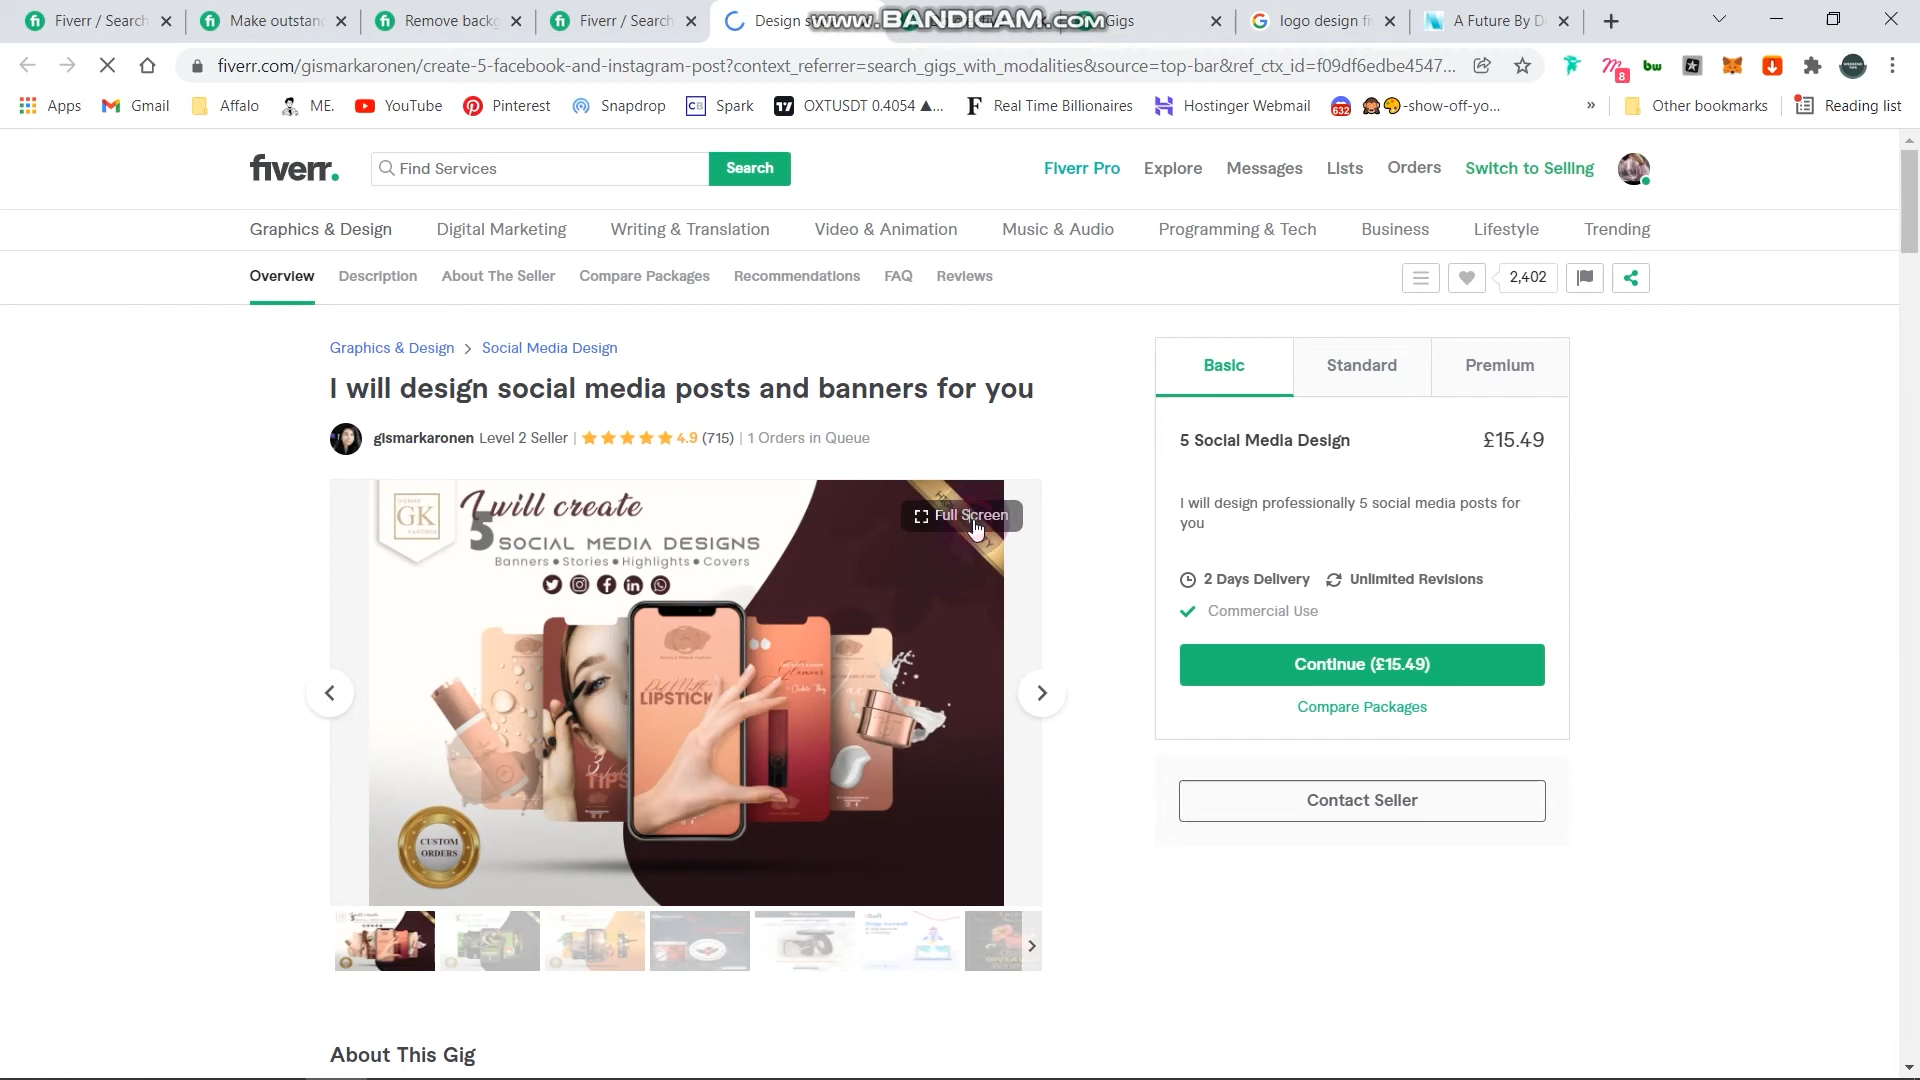 Fiverr / Search
Make outstan
Remove back
Fiverr / Search
Design s
WWW.BANDICAM.COM
Gigs
logo design fi
A Future By D
fiverr.com/gismarkaronen/create-5-facebook-and-instagram-post?context_referrer=search_gigs_with_modalities&source=top-bar&ref_ctx_id=f09df6edbe4547...
8
bw
Apps
Gmail
Affalo
ME.
YouTube
Pinterest
Snapdrop
CB
Spark
OXTUSDT 0.4054 ▲...
Real Time Billionaires
Hostinger Webmail
632
-show-off-yo...
»
Other bookmarks
Reading list
fiverr.
Find Services
Search
Fiverr Pro
Explore
Messages
Lists
Orders
Switch to Selling
Graphics & Design
Digital Marketing
Writing & Translation
Video & Animation
Music & Audio
Programming & Tech
Business
Lifestyle
Trending
Overview
Description
About The Seller
Compare Packages
Recommendations
FAQ
Reviews
2,402
Graphics & Design > Social Media Design
I will design social media posts and banners for you
gismarkaronen Level 2 Seller | 4.9 (715) | 1 Orders in Queue
GK
I will create
5 SOCIAL MEDIA DESIGNS
Banners • Stories • Highlights • Covers
Full Screen
LIPSTICK
TIPS
CUSTOM
ORDERS
Basic
Standard
Premium
5 Social Media Design
£15.49
I will design professionally 5 social media posts for
you
2 Days Delivery
Unlimited Revisions
Commercial Use
Continue (£15.49)
Compare Packages
Contact Seller
About This Gig